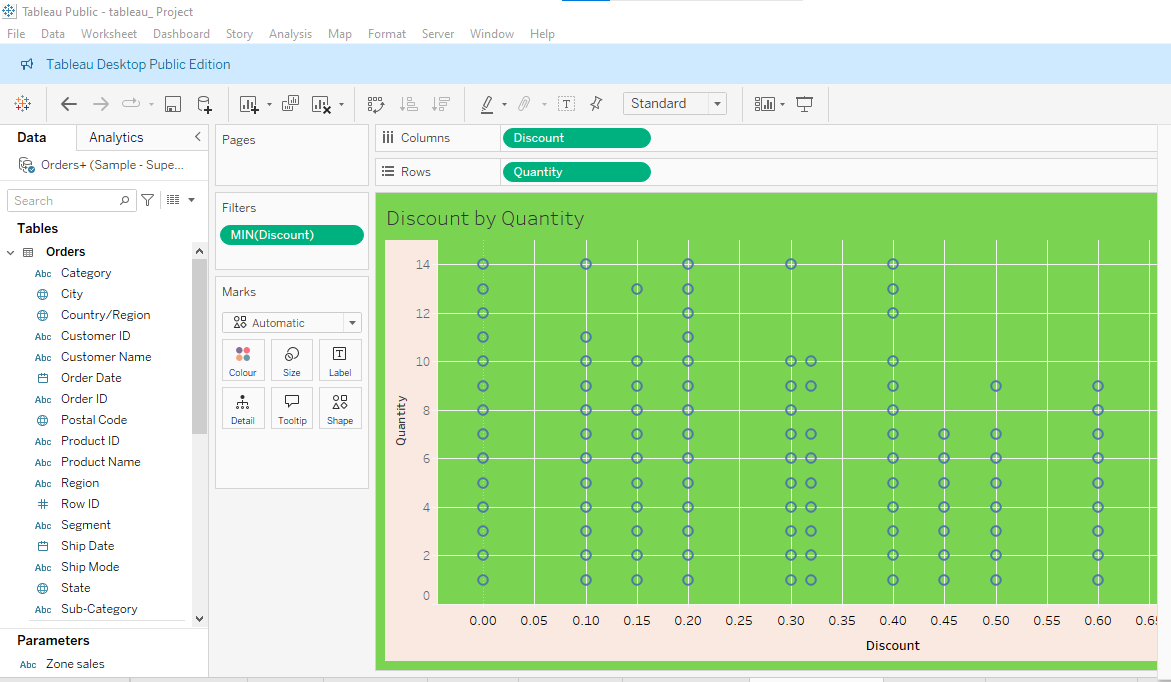 Tableau Public - tableau_ Project
File Data Worksheet Dashboard Story Analysis Map Format Server Window Help
Tableau Desktop Public Edition
Standard
Data Analytics
Orders+ (Sample - Supe...
Search
Tables
Orders
Abc Category
City
Country/Region
Abc Customer ID
Abc Customer Name
Order Date
Abc Order ID
Postal Code
Abc Product ID
Abc Product Name
Abc Region
Row ID
Abc Segment
Ship Date
Abc Ship Mode
State
Abc Sub-Category
Parameters
Abc Zone sales
Pages
Filters
MIN(Discount)
Marks
Automatic
Colour Size Label
Detail Tooltip Shape
Columns Discount
Rows Quantity
Discount by Quantity
14
12
10
8
6
4
2
0
Quantity
0.00 0.05 0.10 0.15 0.20 0.25 0.30 0.35 0.40 0.45 0.50 0.55 0.60
Discount